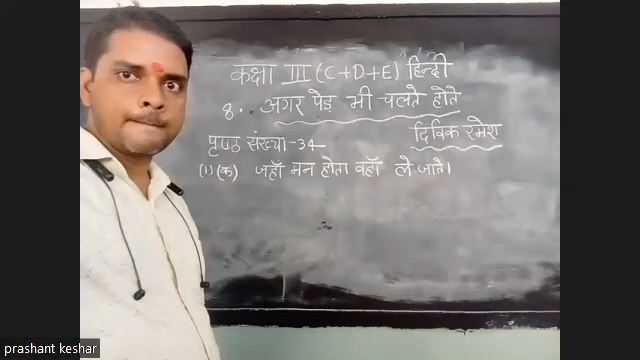 कक्षा III (C+D+E) हिन्दी
8. अगर पेड़ भी चलते होते
दिविक रमेश
पृष्ठ संख्या -34
(1) (क) जहाँ मन होता वहाँ ले जाते।
prashant keshar